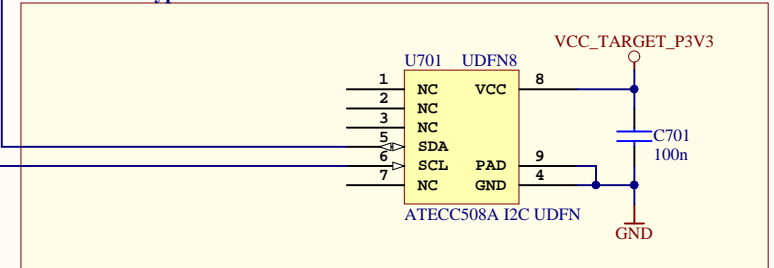 VCC_TARGET_P3V3
U701 UDFN8
1 NC VCC 8
2 NC
3 NC
5 SDA
6 SCL PAD 9
7 NC GND 4
C701
100n
ATECC508A I2C UDFN
GND